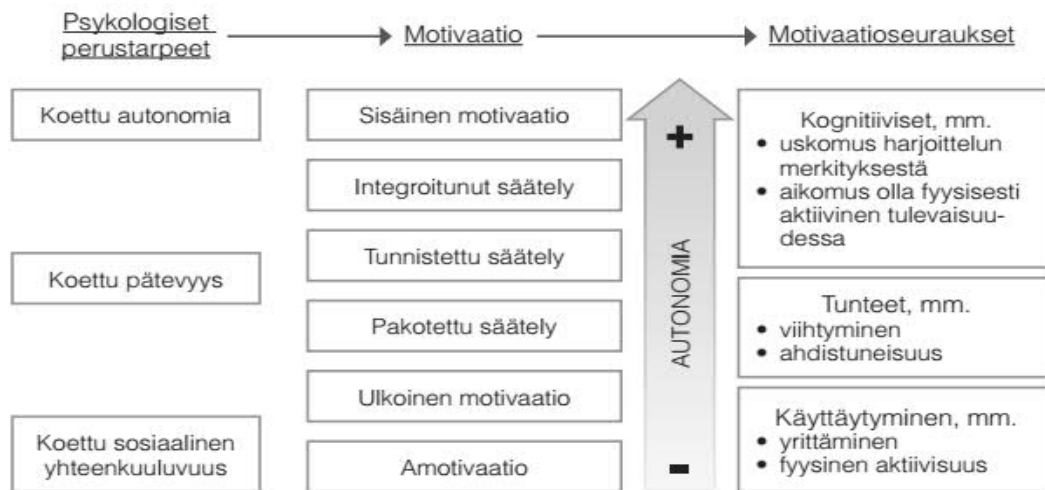 Psykologiset
perustarpeet
Motivaatio
Motivaatioseuraukset
Koettu autonomia
Koettu pätevyys
Koettu sosiaalinen
yhteenkuuluvuus
Sisäinen motivaatio
Integroitunut säätely
Tunnistettu säätely
Pakotettu säätely
Ulkoinen motivaatio
Amotivaatio
+
AUTONOMIA
-
Kognitiiviset, mm.
• uskomus harjoittelun
merkityksestä
• aikomus olla fyysisesti
aktiivinen tulevaisuu-
dessa
Tunteet, mm.
• viihtyminen
• ahdistuneisuus
Käyttäytyminen, mm.
• yrittäminen
• fyysinen aktiivisuus